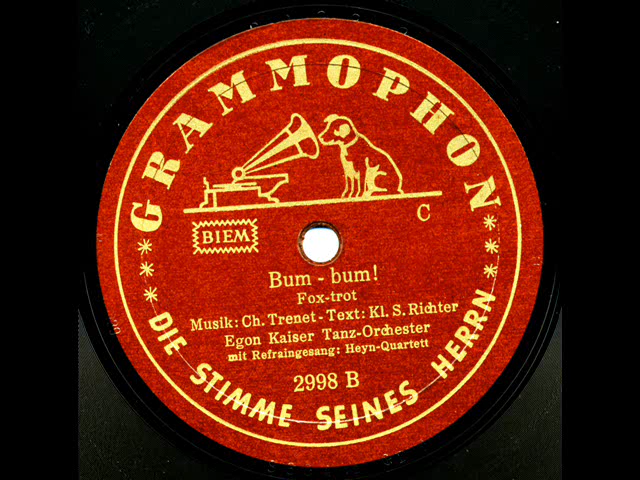 GRAMMOPHON
C
BIEM
Bum - bum!
Fox-trot
Musik: Ch. Trenet - Text: Kl. S. Richter
Egon Kaiser Tanz-Orchester
mit Refraingesang: Heyn-Quartett
2998 B
*** DIE STIMME SEINES HERRN ***